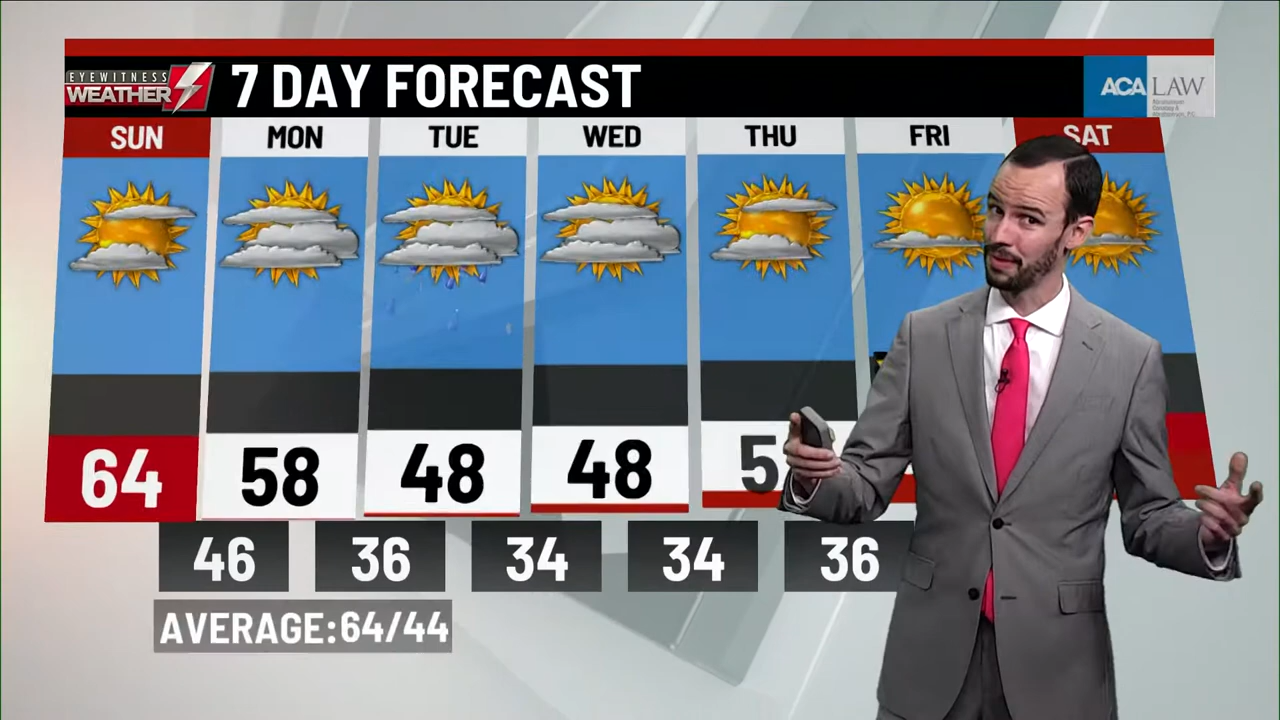 EYEWITNESS
WEATHER
7 DAY FORECAST
ACA LAW
SUN MON TUE WED THU FRI SAT
64 58 48 48 5
46 36 34 34 36
AVERAGE:64/44